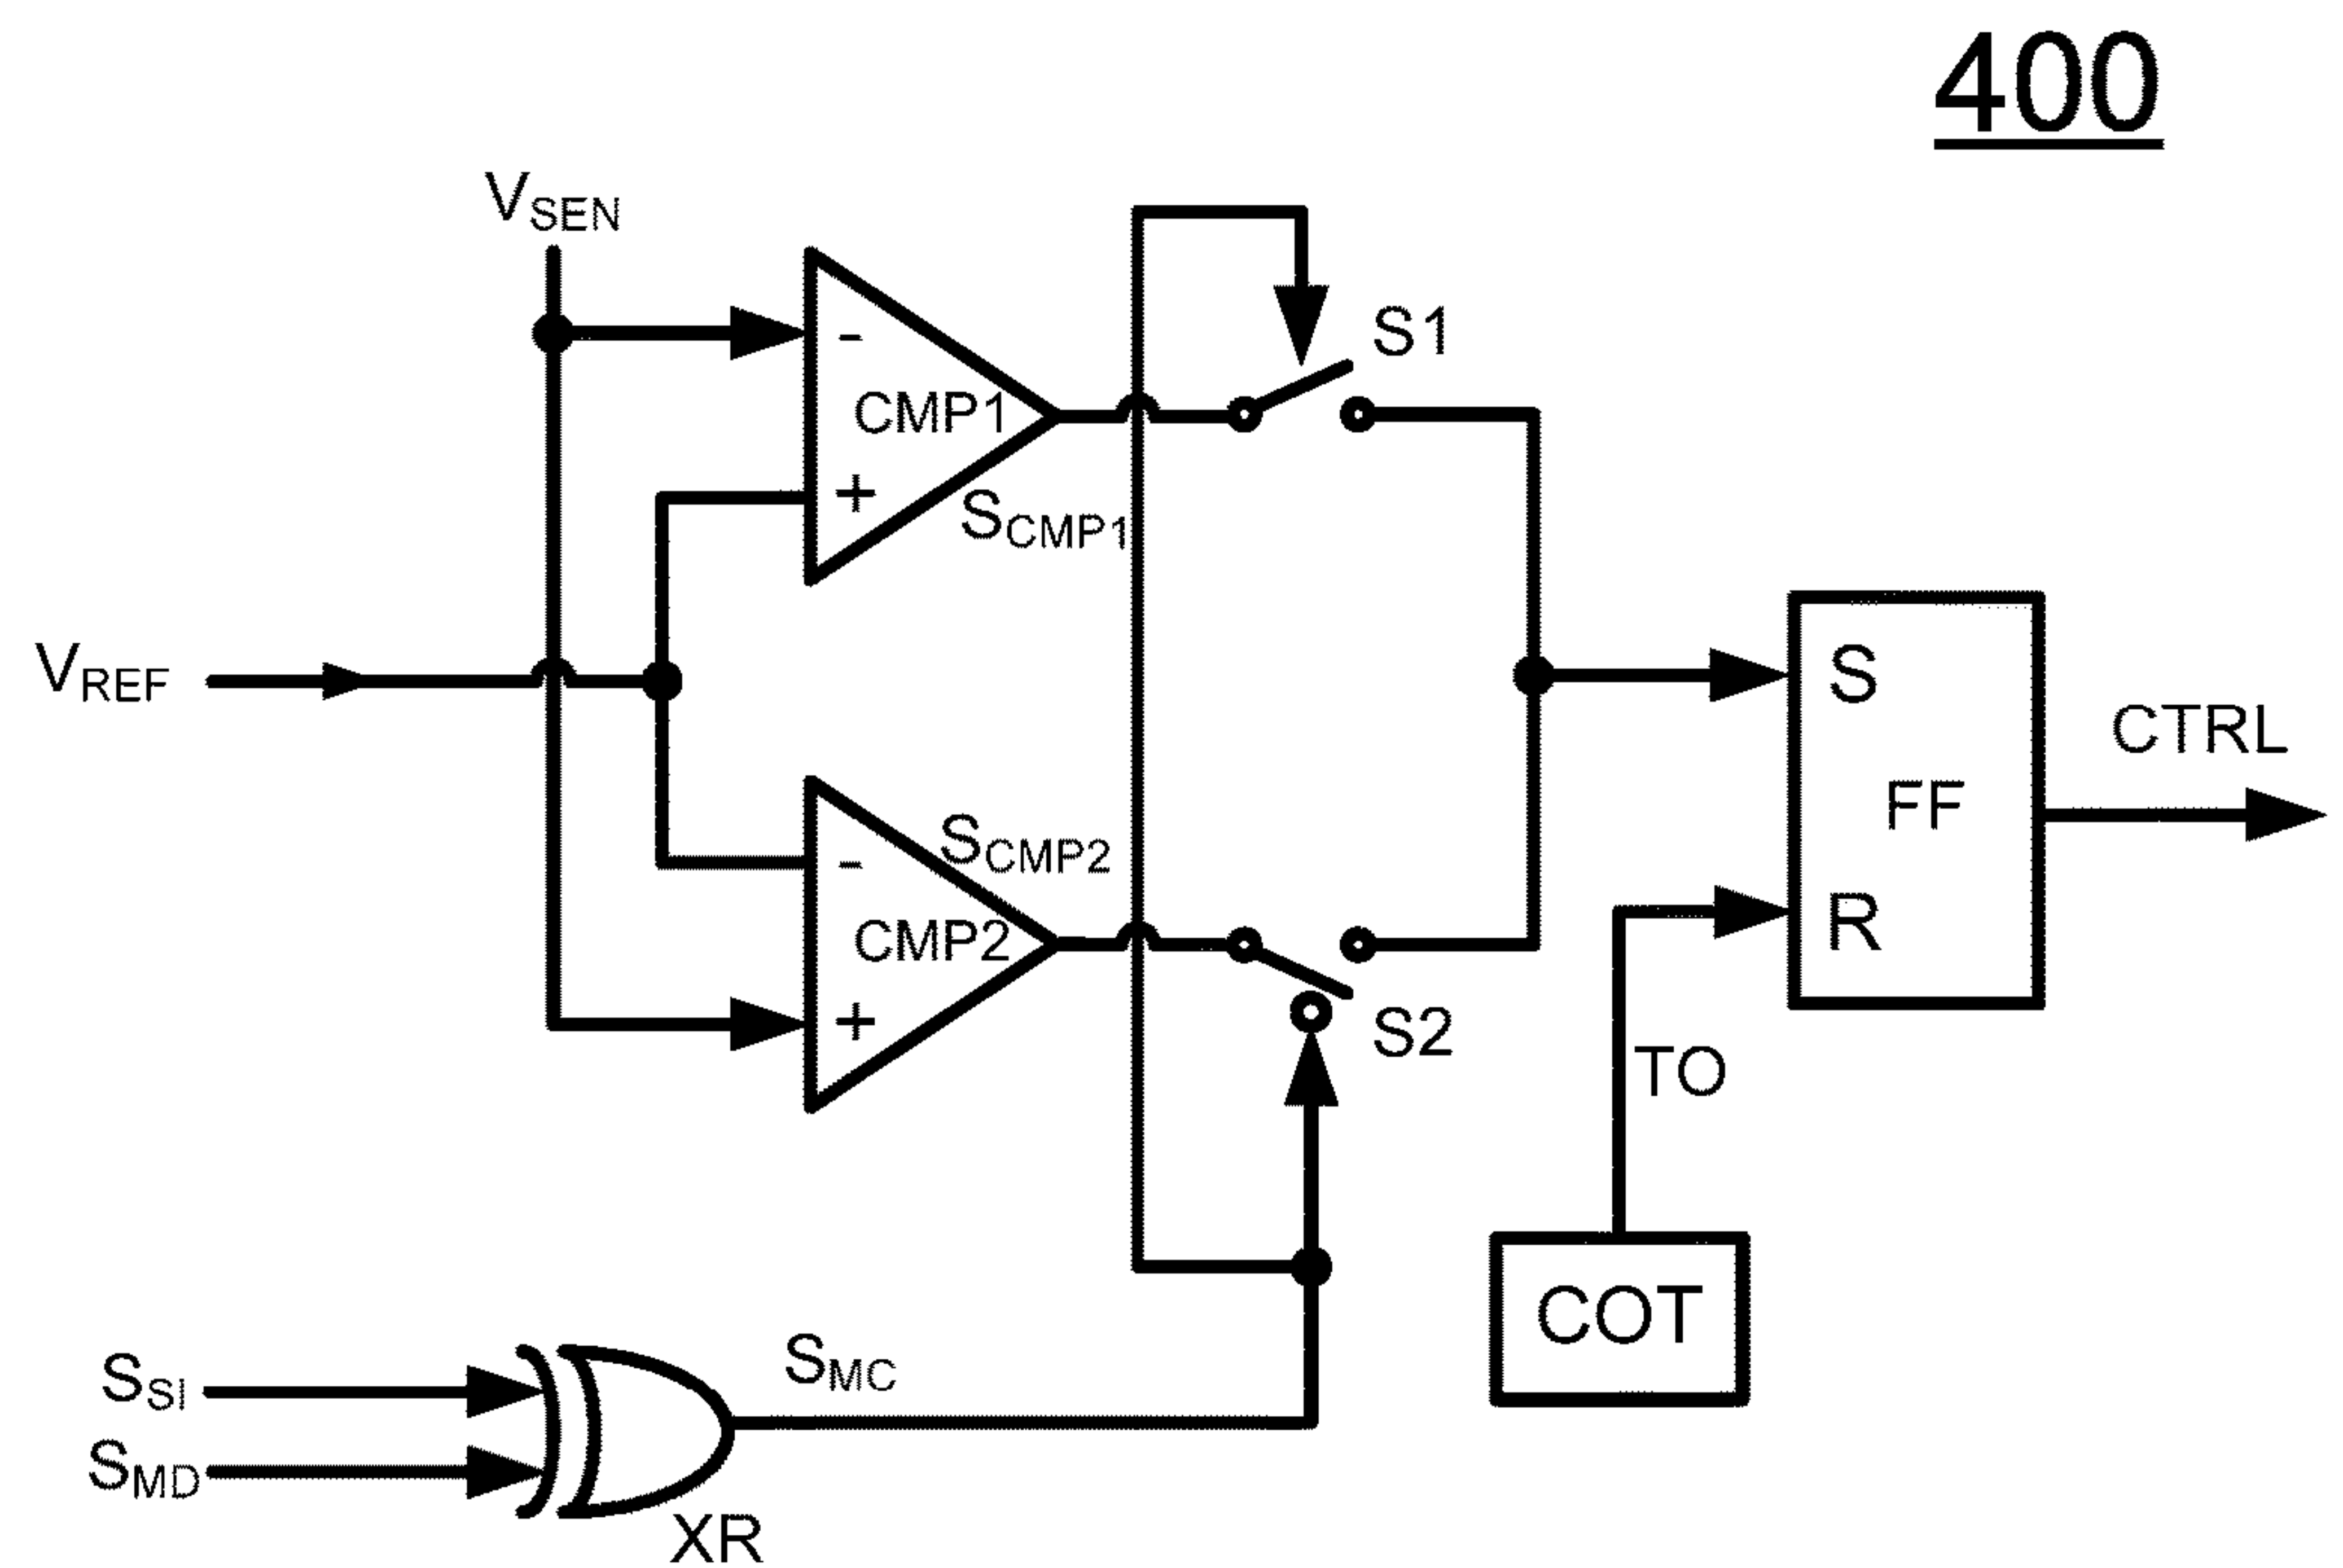 400
VSEN
S1
-
CMP1
+
SCMP1
VREF
S
CTRL
FF
R
SCMP2
-
CMP2
+
S2
TO
COT
SSI
SMC
SMD
XR